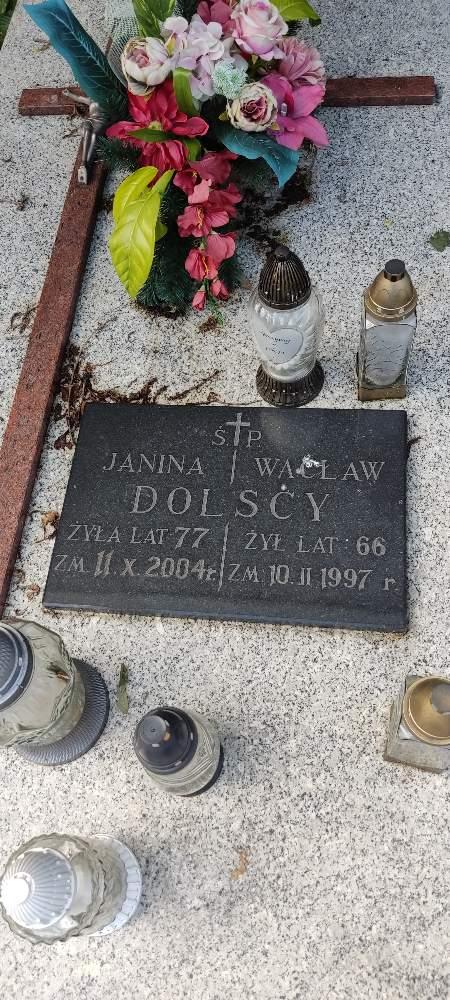 Ś P
JANINA WACŁAW
DOLSCY
ŻYŁA LAT 77 ŻYŁ LAT : 66
ZM. 11.X.2004r. ZM. 10.II 1997 r